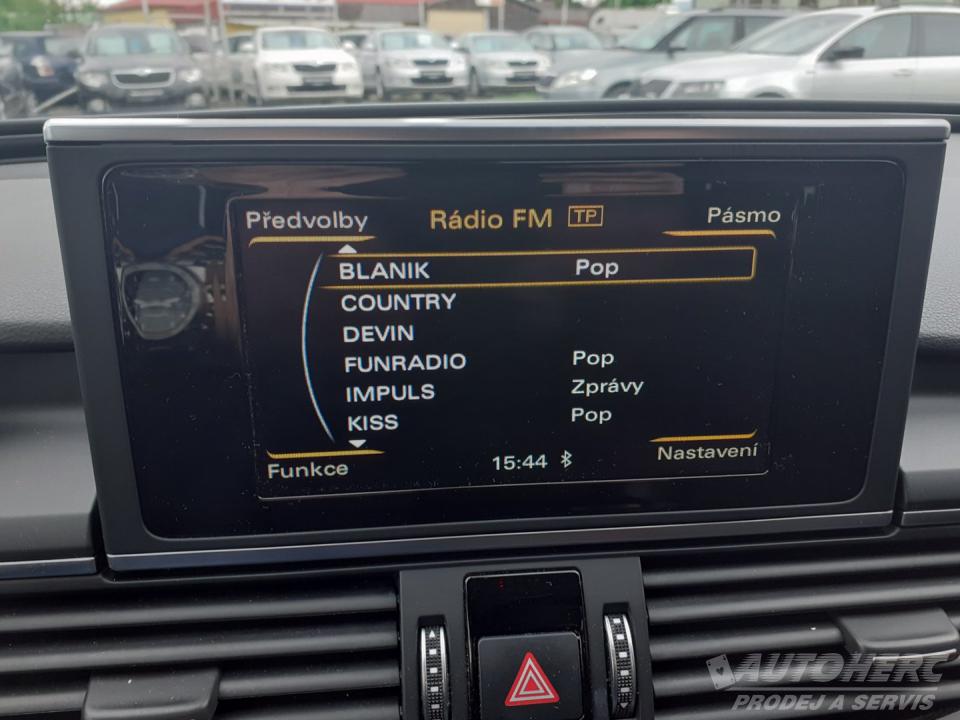 Předvolby Rádio FM TP Pásmo
BLANIK Pop
COUNTRY
DEVIN
FUNRADIO Pop
IMPULS Zprávy
KISS Pop
Funkce 15:44 Nastavení
AUTOHERC
PRODEJ A SERVIS